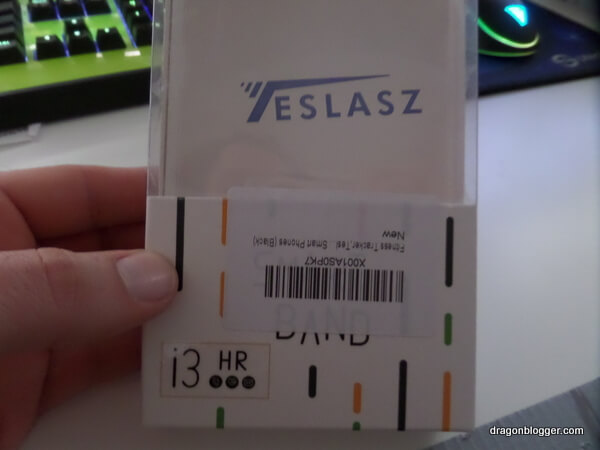 TESLASZ
New
Fitness Tracker,Tesl... Smart Phones (Black)
X001AS0PK7
BAND
i3 HR
dragonblogger.com